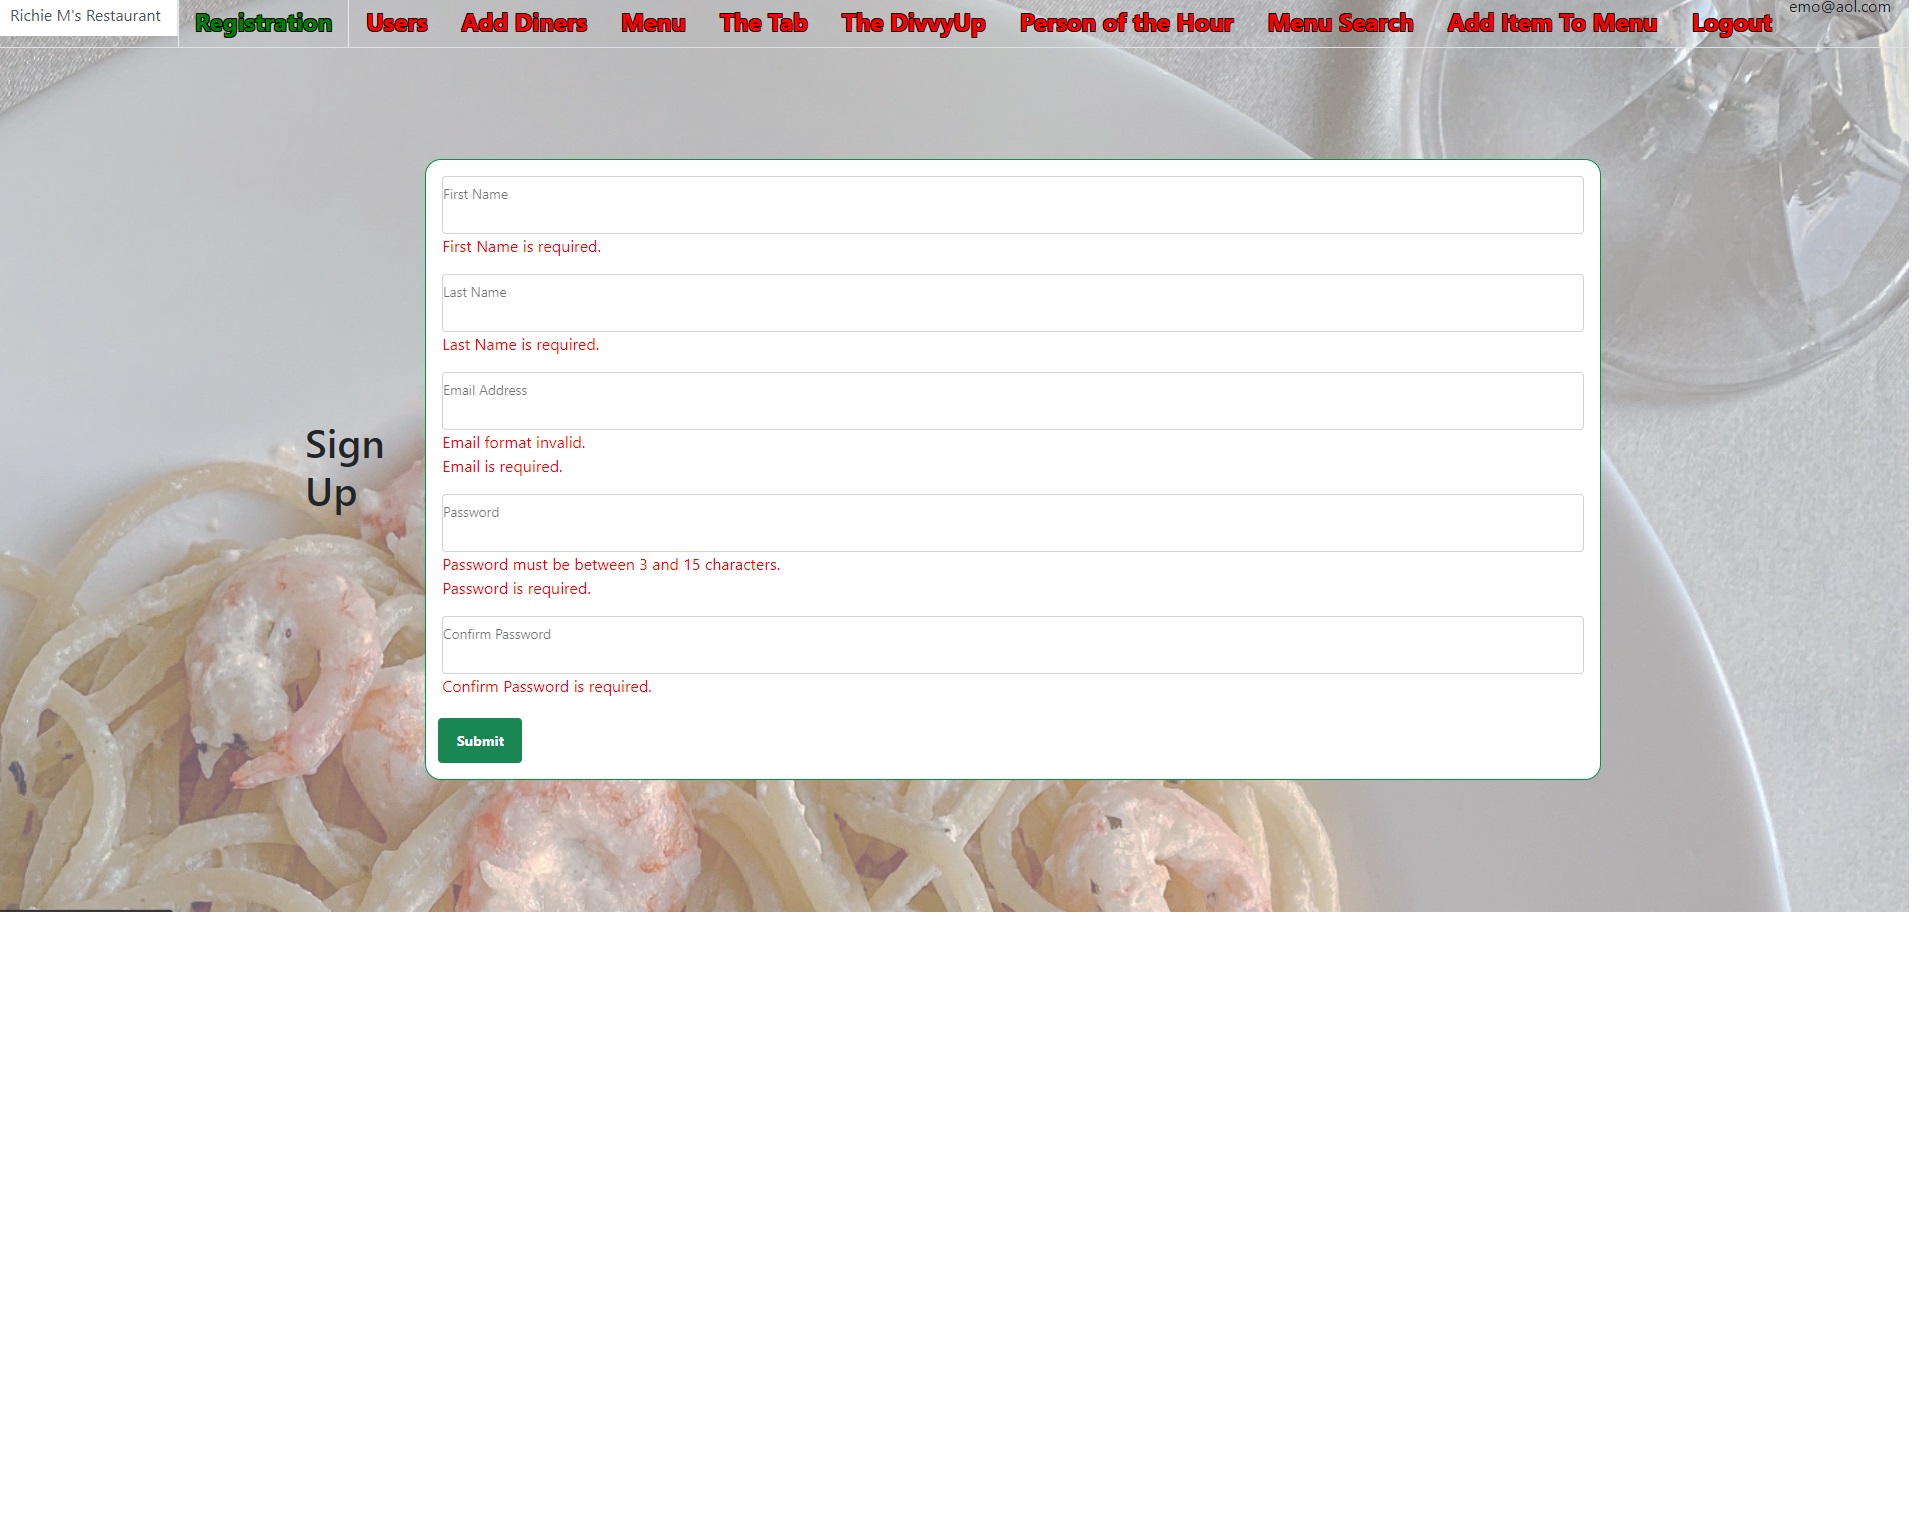 Richie M's Restaurant
Registration
Users
Add Diners
Menu
The Tab
The DivvyUp
Person of the Hour
Menu Search
Add Item To Menu
Logout
emo@aol.com
Sign
Up
First Name
First Name is required.
Last Name
Last Name is required.
Email Address
Email format invalid.
Email is required.
Password
Password must be between 3 and 15 characters.
Password is required.
Confirm Password
Confirm Password is required.
Submit